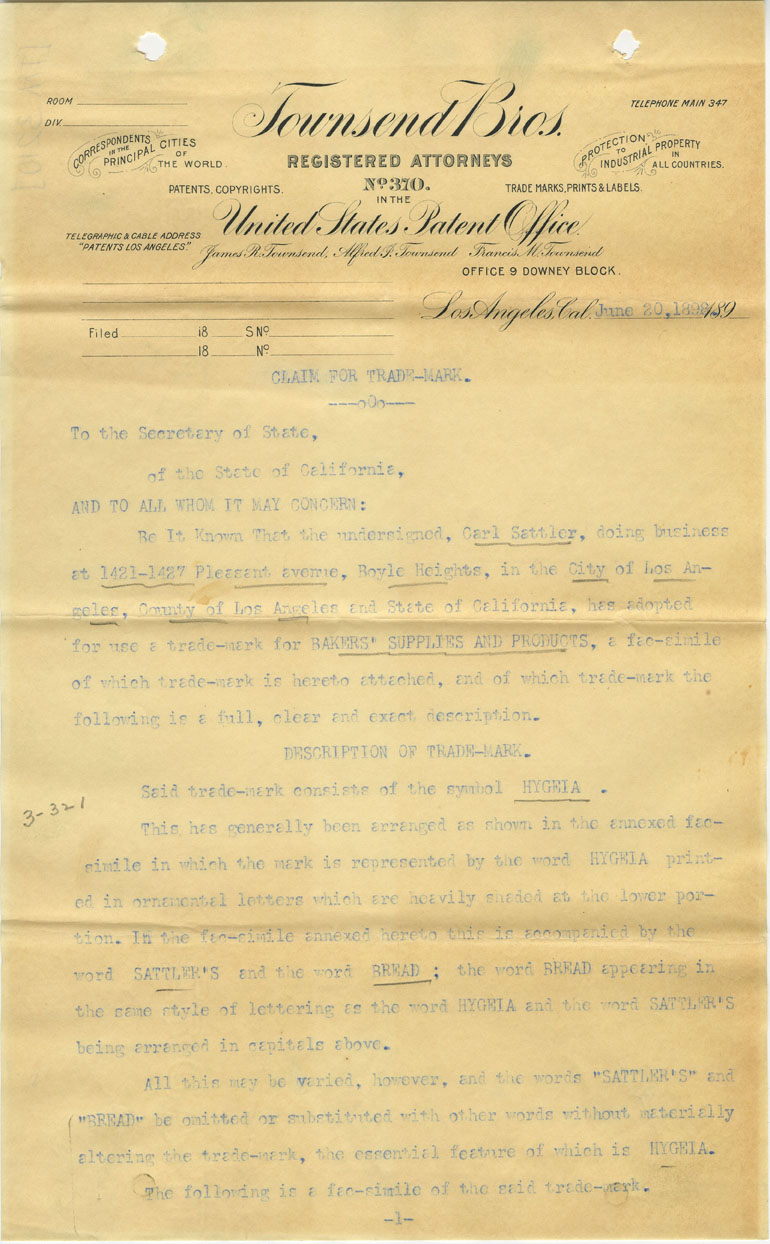 ROOM
DIV.
Townsend Bros.
TELEPHONE MAIN 347
CORRESPONDENTS IN THE PRINCIPAL CITIES OF THE WORLD.
REGISTERED ATTORNEYS
PROTECTION TO INDUSTRIAL PROPERTY IN ALL COUNTRIES.
PATENTS, COPYRIGHTS.
No 310.
TRADE MARKS, PRINTS & LABELS.
IN THE
United States Patent Office.
TELEGRAPHIC & CABLE ADDRESS
"PATENTS LOS ANGELES."
James R. Townsend, Alfred P. Townsend Francis M. Townsend
OFFICE 9 DOWNEY BLOCK.
Los Angeles, Cal. June 20, 1898. 189
Filed 18 S No
18 No
CLAIM FOR TRADE-MARK.
---oOo---
To the Secretary of State,
of the State of California,
AND TO ALL WHOM IT MAY CONCERN:
Be It Known That the undersigned, Carl Sattler, doing business
at 1421-1427 Pleasant avenue, Boyle Heights, in the City of Los An-
geles, County of Los Angeles and State of California, has adopted
for use a trade-mark for BAKERS' SUPPLIES AND PRODUCTS, a fac-simile
of which trade-mark is hereto attached, and of which trade-mark the
following is a full, clear and exact description.
DESCRIPTION OF TRADE-MARK.
Said trade-mark consists of the symbol HYGEIA .
3-321
This has generally been arranged as shown in the annexed fac-
simile in which the mark is represented by the word HYGEIA print-
ed in ornamental letters which are heavily shaded at the lower por-
tion. In the fac-simile annexed hereto this is accompanied by the
word SATTLER'S and the word BREAD ; the word BREAD appearing in
the same style of lettering as the word HYGEIA and the word SATTLER'S
being arranged in capitals above.
All this may be varied, however, and the words "SATTLER'S" and
"BREAD" be omitted or substituted with other words without materially
altering the trade-mark, the essential feature of which is HYGEIA.
The following is a fac-simile of the said trade-mark.
-1-